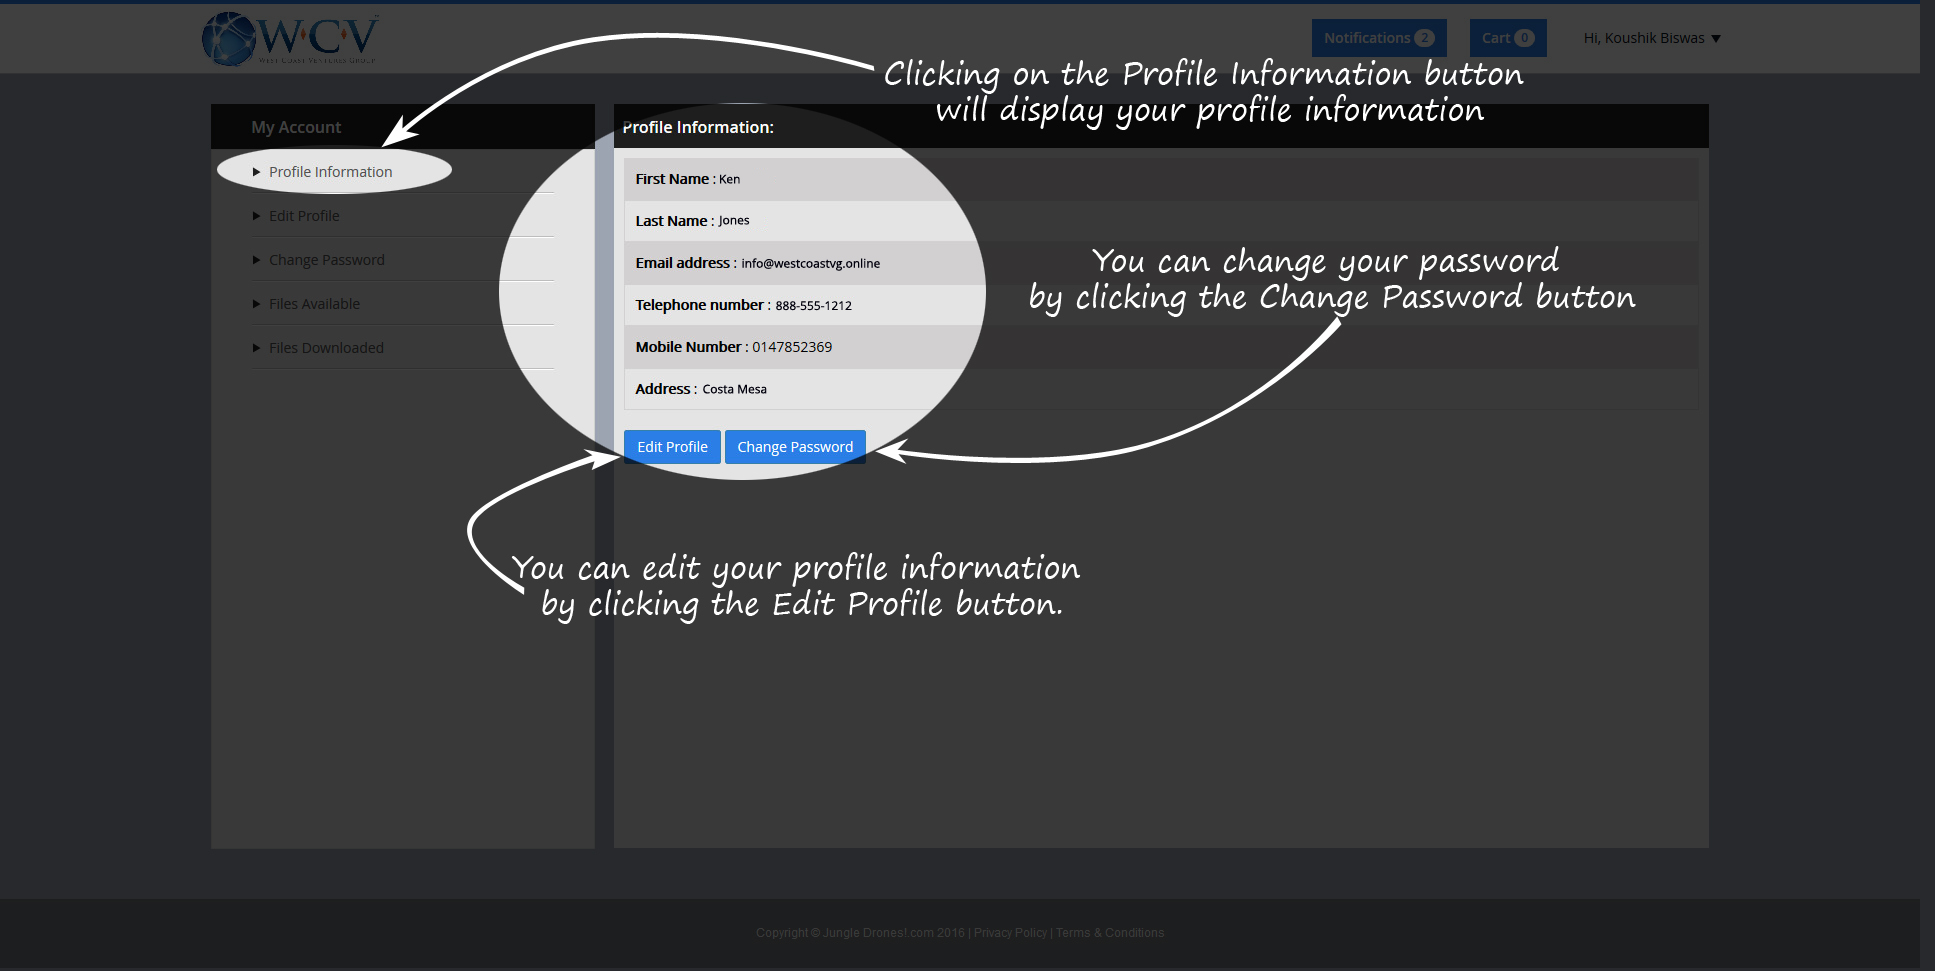 WCV
WEST COAST VENTURES GROUP
Notifications 2
Cart 0
Hi, Koushik Biswas
Clicking on the Profile Information button
will display your profile information
My Account
Profile Information
Edit Profile
Change Password
Files Available
Files Downloaded
Profile Information:
First Name : Ken
Last Name : Jones
Email address : info@westcoastvg.online
Telephone number : 888-555-1212
Mobile Number : 0147852369
Address : Costa Mesa
Edit Profile
Change Password
You can change your password
by clicking the Change Password button
You can edit your profile information
by clicking the Edit Profile button.
Copyright © Jungle Drones!.com 2016 | Privacy Policy | Terms & Conditions